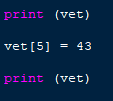 print (vet)
vet[5] = 43
print (vet)